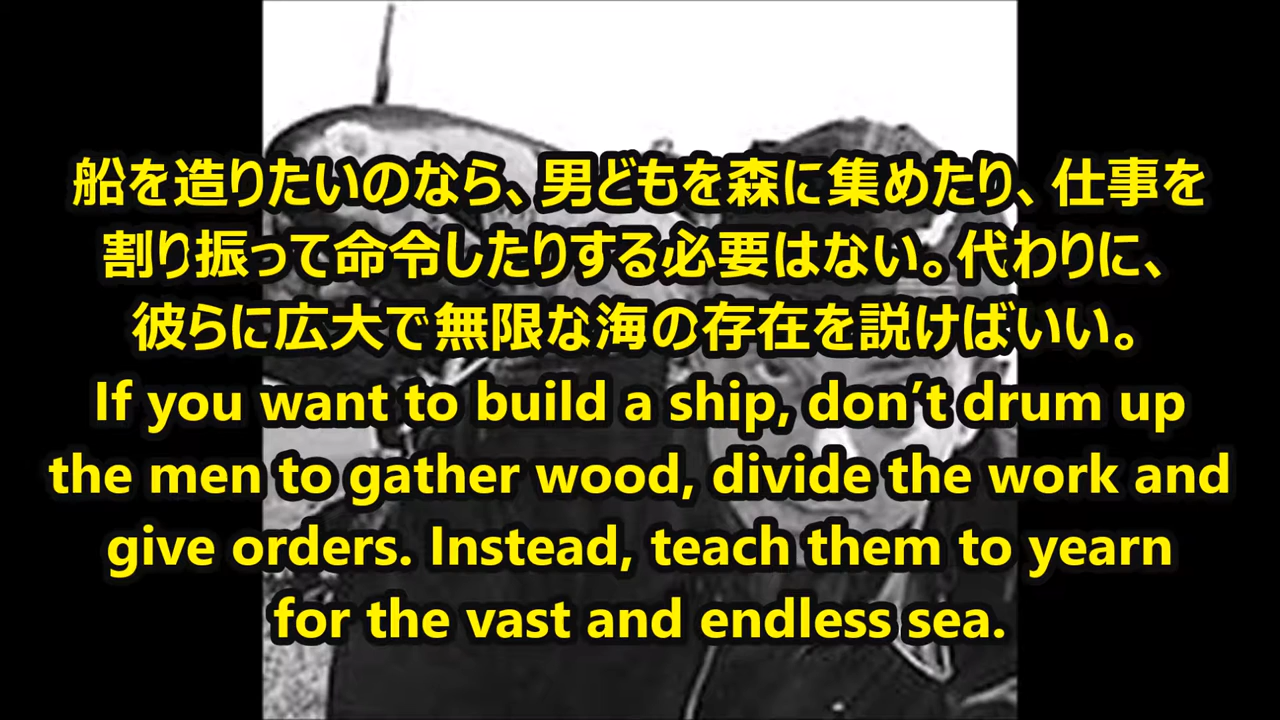 船を造りたいのなら、男どもを森に集めたり、仕事を
割り振って命令したりする必要はない。代わりに、
彼らに広大で無限な海の存在を説けばいい。
If you want to build a ship, don’t drum up
the men to gather wood, divide the work and
give orders. Instead, teach them to yearn
for the vast and endless sea.